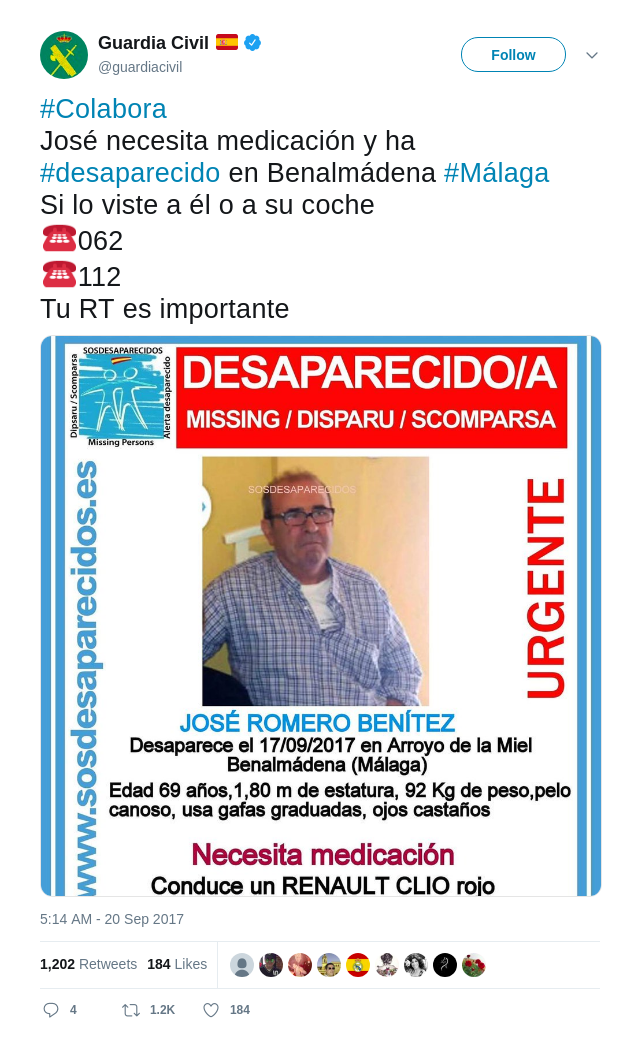 Guardia Civil
@guardiacivil
Follow
#Colabora
José necesita medicación y ha
#desaparecido en Benalmádena #Málaga
Si lo viste a él o a su coche
062
112
Tu RT es importante
SOSDESAPARECIDOS
Dipsaru / Scomparsa
Alerta desaparecido
Missing Persons
DESAPARECIDO/A
MISSING / DISPARU / SCOMPARSA
www.sosdesaparecidos.es
SOSDESAPARECIDOS
URGENTE
JOSÉ ROMERO BENÍTEZ
Desaparece el 17/09/2017 en Arroyo de la Miel
Benalmádena (Málaga)
Edad 69 años,1,80 m de estatura, 92 Kg de peso,pelo
canoso, usa gafas graduadas, ojos castaños
Necesita medicación
Conduce un RENAULT CLIO rojo
5:14 AM - 20 Sep 2017
1,202 Retweets 184 Likes
4 1.2K 184